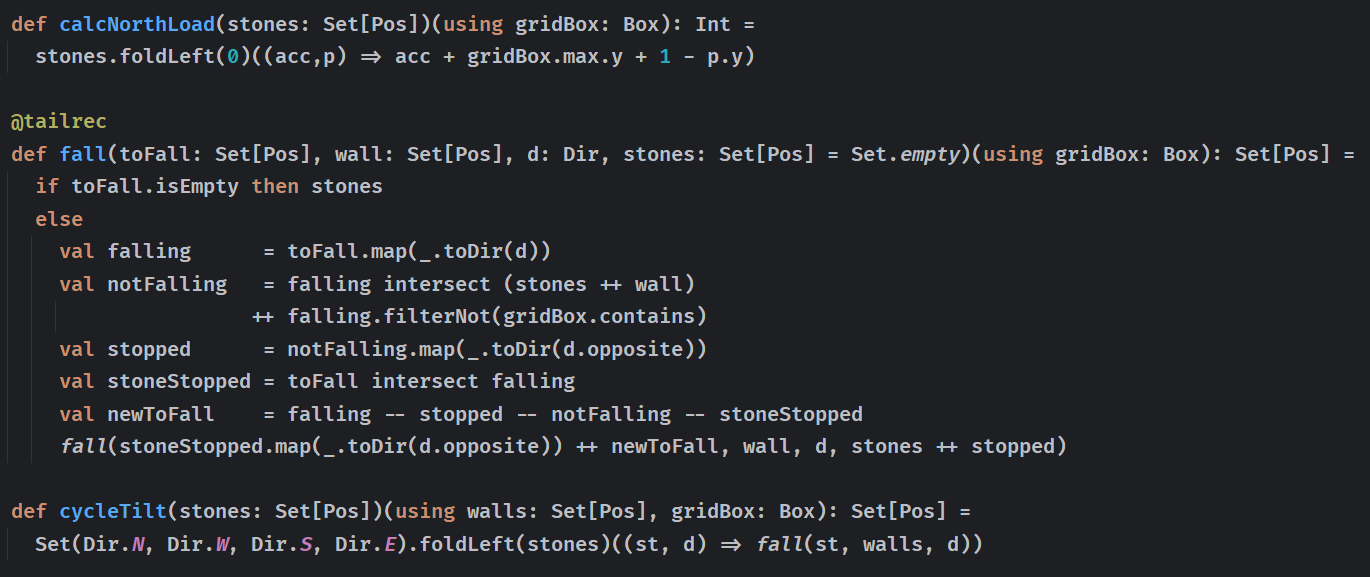 def calcNorthLoad(stones: Set[Pos])(using gridBox: Box): Int =
  stones.foldLeft(0)((acc,p) => acc + gridBox.max.y + 1 - p.y)

@tailrec
def fall(toFall: Set[Pos], wall: Set[Pos], d: Dir, stones: Set[Pos] = Set.empty)(using gridBox: Box): Set[Pos] =
  if toFall.isEmpty then stones
  else
    val falling      = toFall.map(_.toDir(d))
    val notFalling   = falling intersect (stones ++ wall)
                    ++ falling.filterNot(gridBox.contains)
    val stopped      = notFalling.map(_.toDir(d.opposite))
    val stoneStopped = toFall intersect falling
    val newToFall    = falling -- stopped -- notFalling -- stoneStopped
    fall(stoneStopped.map(_.toDir(d.opposite)) ++ newToFall, wall, d, stones ++ stopped)

def cycleTilt(stones: Set[Pos])(using walls: Set[Pos], gridBox: Box): Set[Pos] =
  Set(Dir.N, Dir.W, Dir.S, Dir.E).foldLeft(stones)((st, d) => fall(st, walls, d))